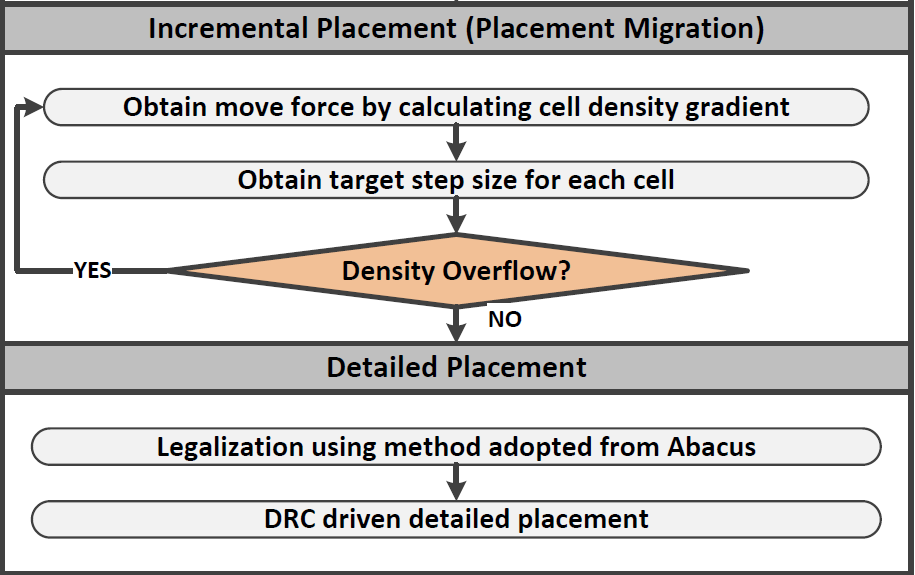 Incremental Placement (Placement Migration)
Obtain move force by calculating cell density gradient
Obtain target step size for each cell
Density Overflow?
YES
NO
Detailed Placement
Legalization using method adopted from Abacus
DRC driven detailed placement